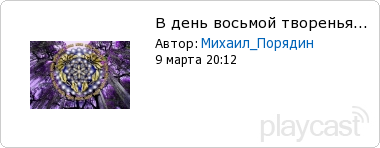 В день восьмой творенья...
Автор: Михаил_Порядин
9 марта 20:12
playcast